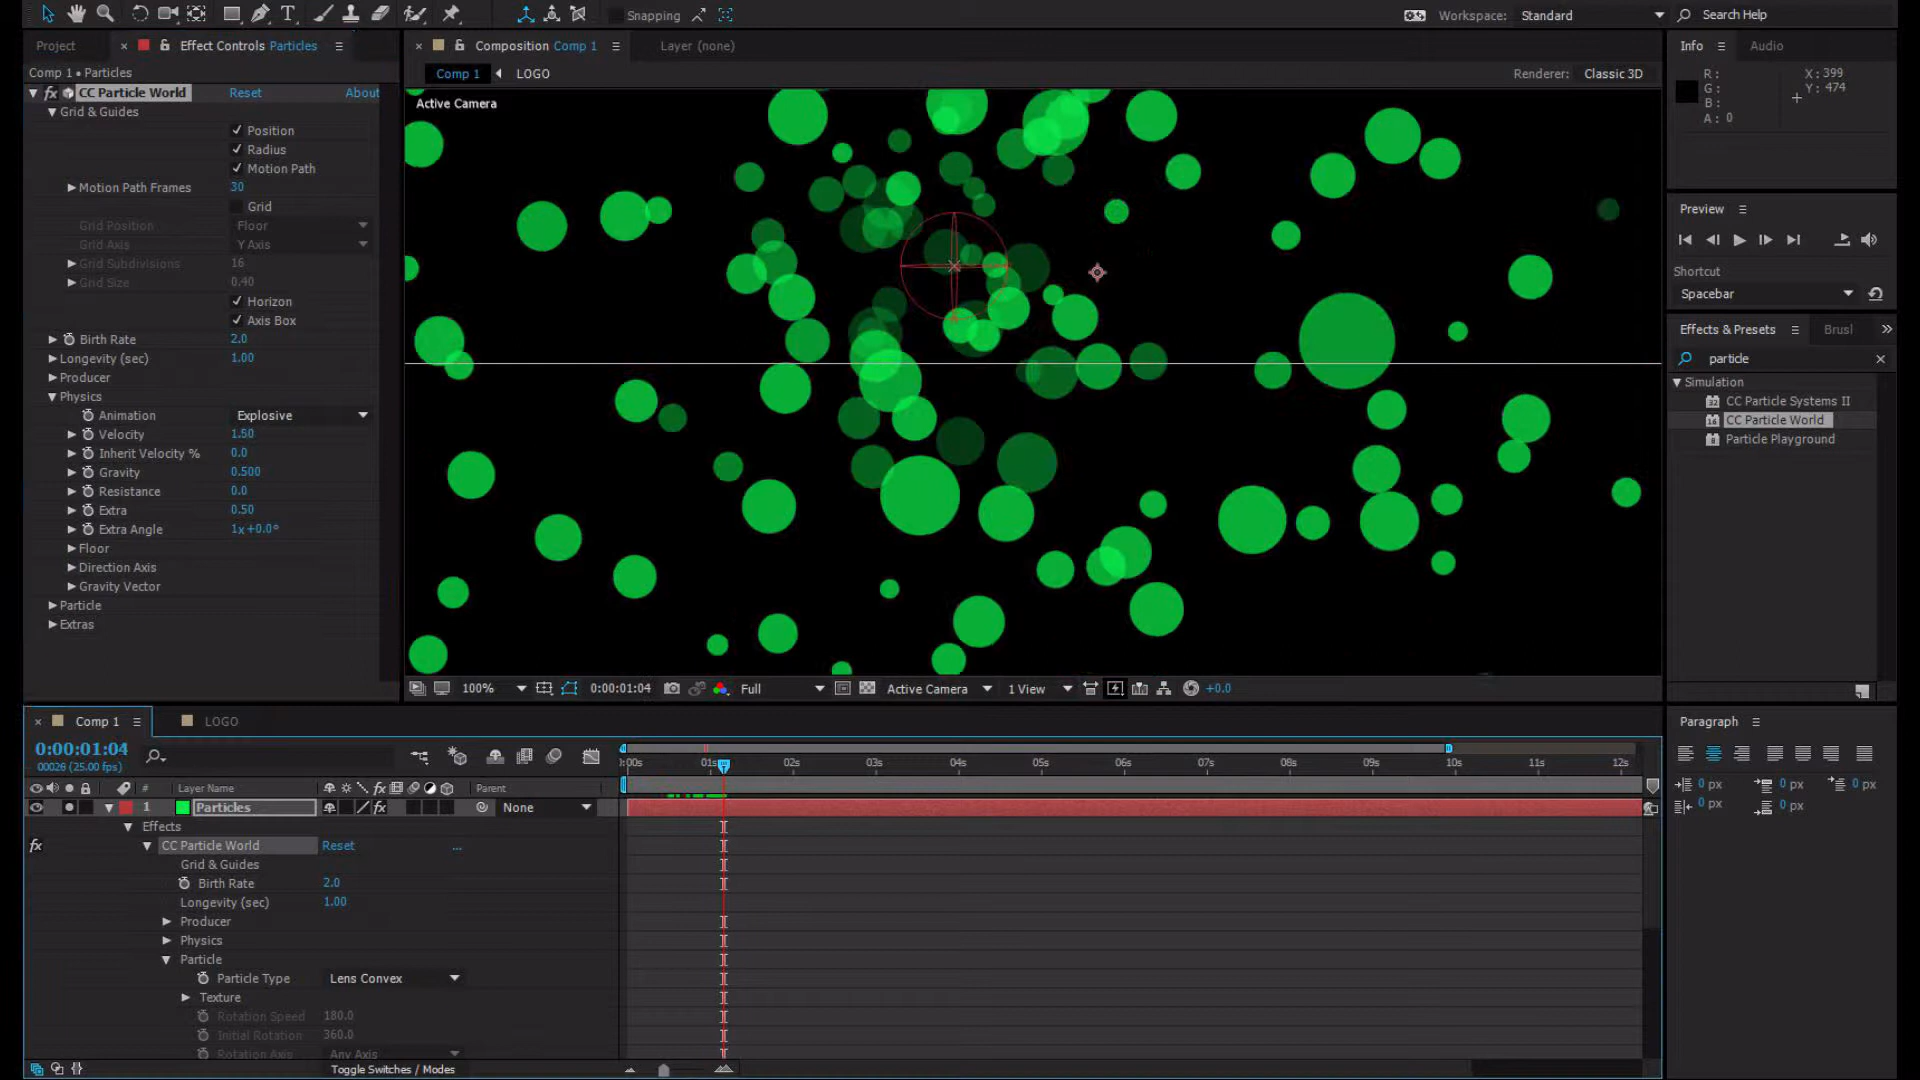 Snapping
Workspace: Standard
Search Help
Project
Effect Controls Particles
Comp 1 • Particles
fx CC Particle World Reset About
Grid & Guides
Position
Radius
Motion Path
Motion Path Frames 30
Grid
Grid Position Floor
Grid Axis Y Axis
Grid Subdivisions 16
Grid Size 0.40
Horizon
Axis Box
Birth Rate 2.0
Longevity (sec) 1.00
Producer
Physics
Animation Explosive
Velocity 1.50
Inherit Velocity % 0.0
Gravity 0.500
Resistance 0.0
Extra 0.50
Extra Angle 1x+0.0°
Floor
Direction Axis
Gravity Vector
Particle
Extras
Composition Comp 1
Layer (none)
Comp 1 LOGO
Renderer: Classic 3D
Active Camera
100% 0:00:01:04 Full Active Camera 1 View +0.0
Info Audio
R: X: 399
G: Y: 474
B:
A: 0
Preview
Shortcut
Spacebar
Effects & Presets Brusl
particle
Simulation
32 CC Particle Systems II
16 CC Particle World
8 Particle Playground
Paragraph
0 px 0 px 0 px
0 px 0 px
Comp 1 LOGO
0:00:01:04
00026 (25.00 fps)
:00s 01s 02s 03s 04s 05s 06s 07s 08s 09s 10s 11s 12s
# Layer Name fx Parent
1 Particles fx None
Effects
fx CC Particle World Reset ...
Grid & Guides
Birth Rate 2.0
Longevity (sec) 1.00
Producer
Physics
Particle
Particle Type Lens Convex
Texture
Rotation Speed 180.0
Initial Rotation 360.0
Rotation Axis Any Axis
Toggle Switches / Modes